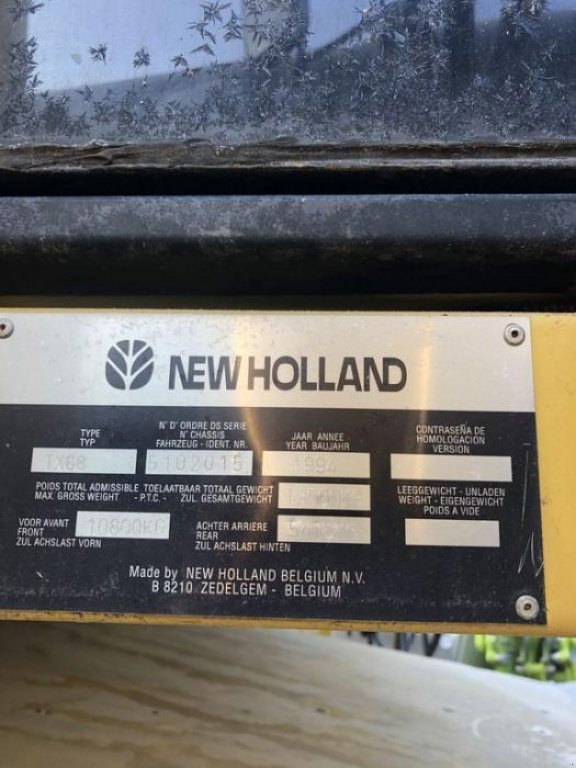 NEW HOLLAND
TYPE
TYP
TX68
N° D' ORDRE DS SERIE
N° CHASSIS
FAHRZEUG - IDENT. NR.
5102015
JAAR ANNEE
YEAR BAUJAHR
1994
CONTRASEÑA DE
HOMOLOGACION
VERSION
POIDS TOTAL ADMISSIBLE TOELAATBAAR TOTAAL GEWICHT
MAX. GROSS WEIGHT - P.T.C. - ZUL. GESAMTGEWICHT
LEEGGEWICHT - UNLADEN
WEIGHT - EIGENGEWICHT
POIDS A VIDE
VOOR AVANT
FRONT
ZUL ACHSLAST VORN
10800KG
ACHTER ARRIERE
REAR
ZUL ACHSLAST HINTEN
Made by NEW HOLLAND BELGIUM N.V.
B 8210 ZEDELGEM - BELGIUM